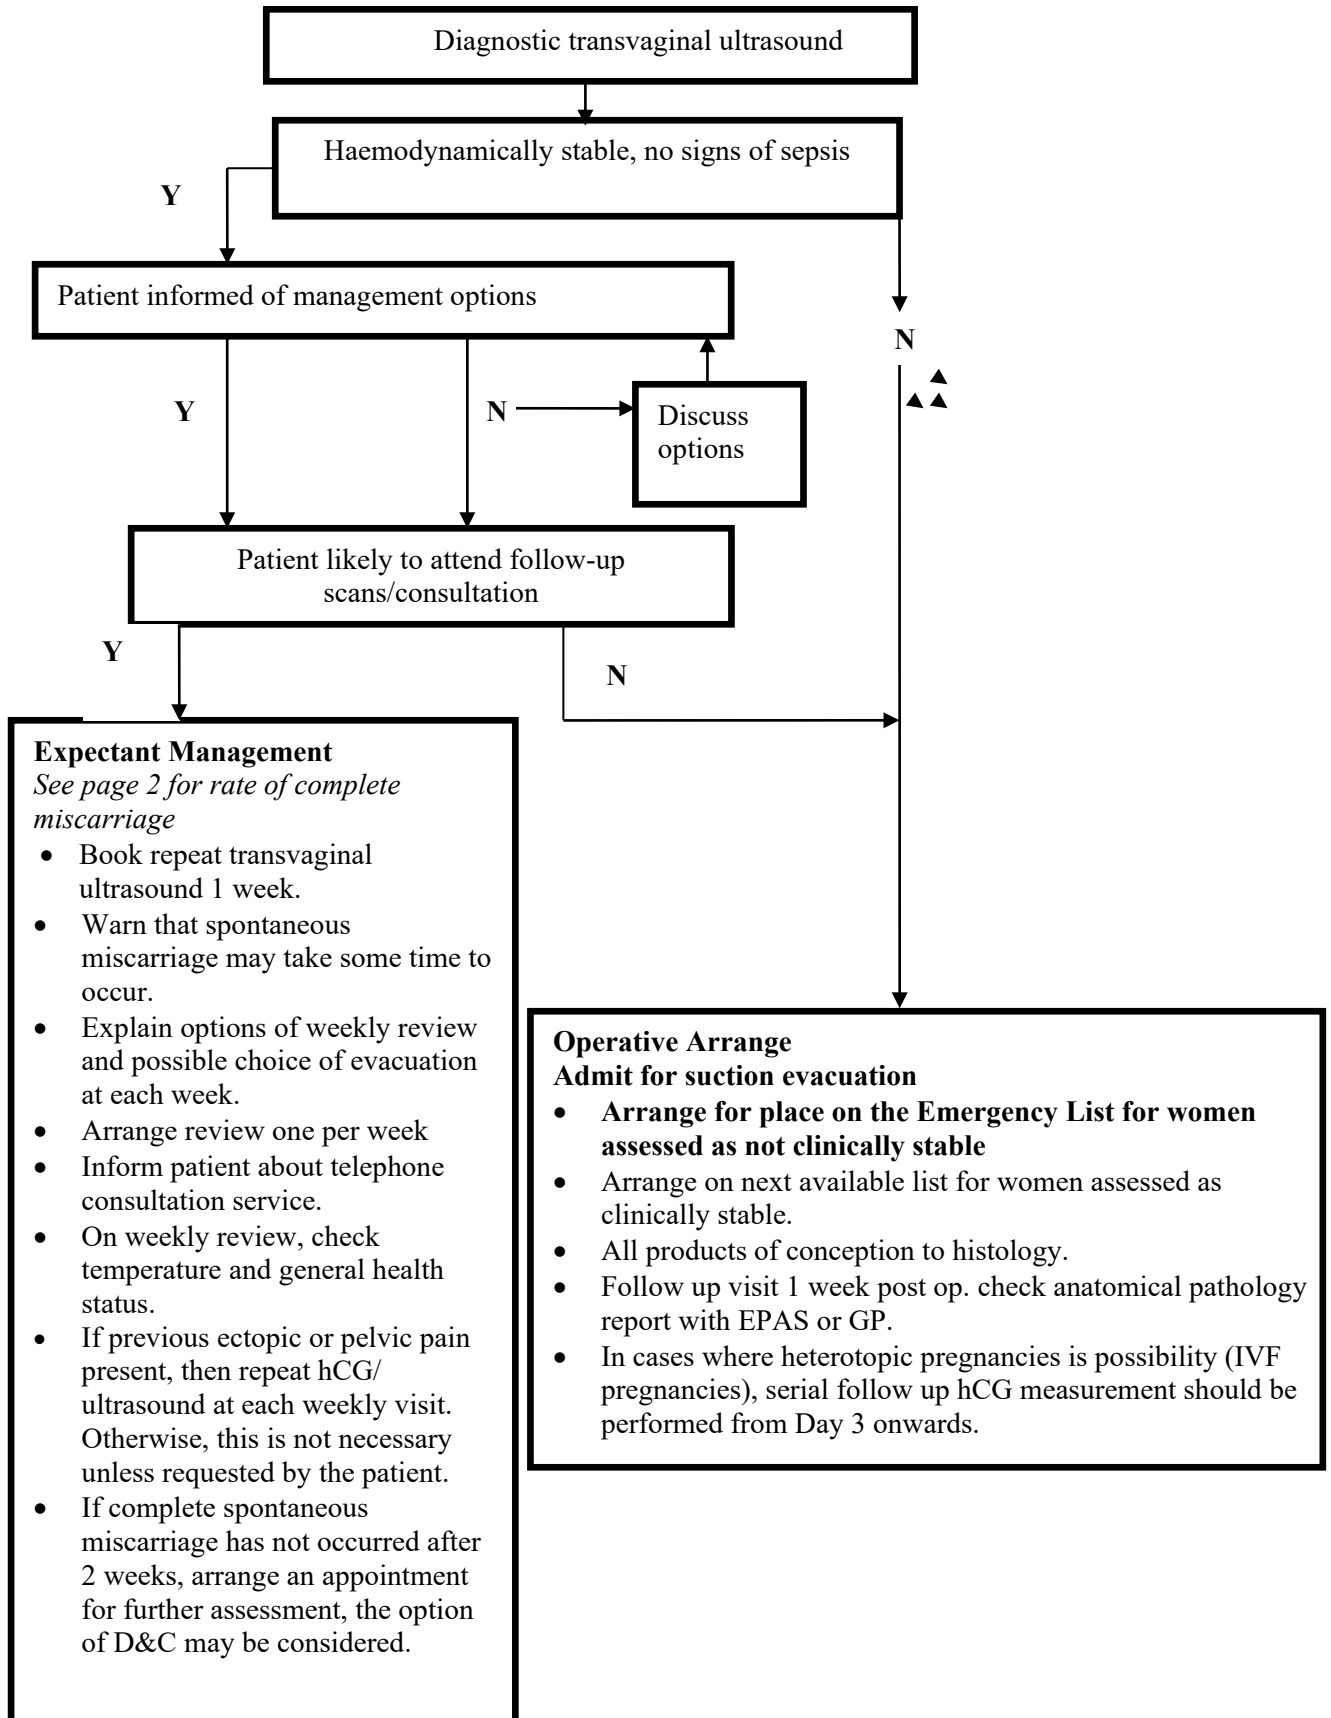 Diagnostic transvaginal ultrasound
Haemodynamically stable, no signs of sepsis
Y
Patient informed of management options
N
Y
N
Discuss
options
Patient likely to attend follow-up
scans/consultation
Y
N
Expectant Management
See page 2 for rate of complete
miscarriage
• Book repeat transvaginal
ultrasound 1 week.
• Warn that spontaneous
miscarriage may take some time to
occur.
• Explain options of weekly review
and possible choice of evacuation
at each week.
• Arrange review one per week
• Inform patient about telephone
consultation service.
• On weekly review, check
temperature and general health
status.
• If previous ectopic or pelvic pain
present, then repeat hCG/
ultrasound at each weekly visit.
Otherwise, this is not necessary
unless requested by the patient.
• If complete spontaneous
miscarriage has not occurred after
2 weeks, arrange an appointment
for further assessment, the option
of D&C may be considered.
Operative Arrange
Admit for suction evacuation
• Arrange for place on the Emergency List for women
assessed as not clinically stable
• Arrange on next available list for women assessed as
clinically stable.
• All products of conception to histology.
• Follow up visit 1 week post op. check anatomical pathology
report with EPAS or GP.
• In cases where heterotopic pregnancies is possibility (IVF
pregnancies), serial follow up hCG measurement should be
performed from Day 3 onwards.